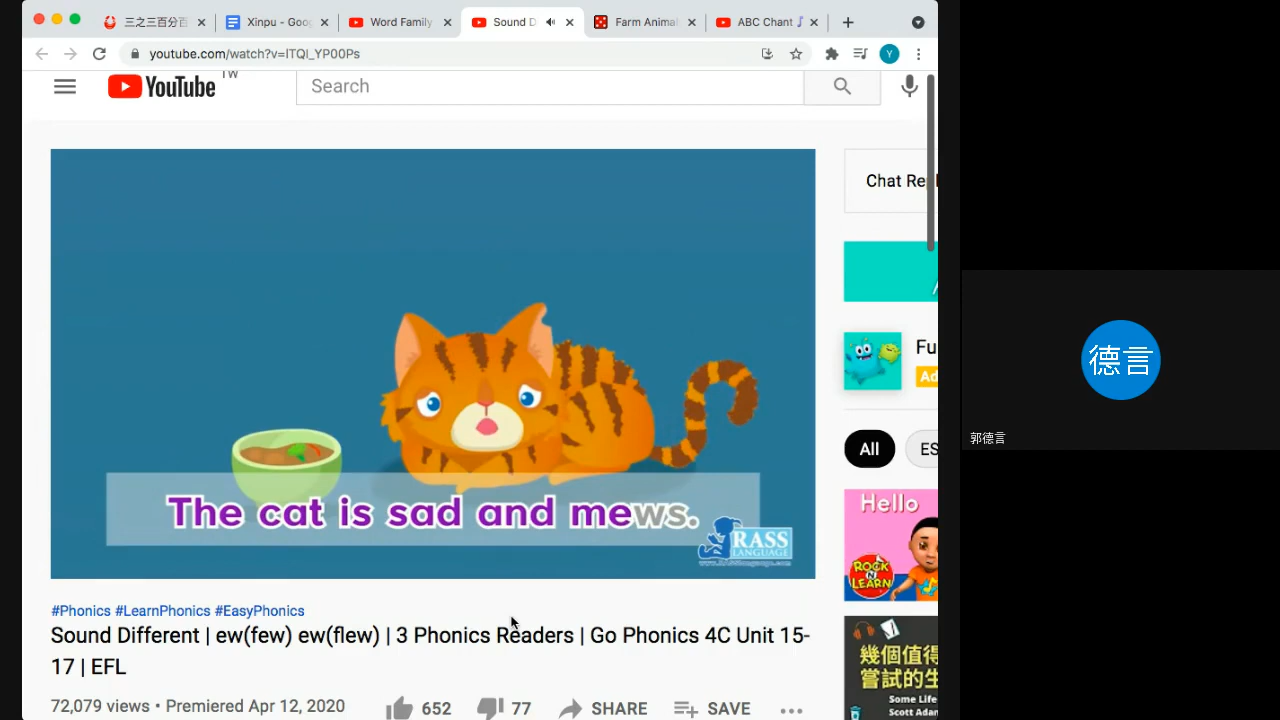 三之三百分百
Xinpu - Goog
Word Family
Sound D
Farm Animal
ABC Chant
youtube.com/watch?v=lTQl_YP00Ps
Y
YouTube
TW
Search
Chat Re
The cat is sad and mews.
RASS
LANGUAGE
Fu
Ad
All
ES
Hello
ROCK
N
LEARN
#Phonics #LearnPhonics #EasyPhonics
Sound Different | ew(few) ew(flew) | 3 Phonics Readers | Go Phonics 4C Unit 15-
17 | EFL
72,079 views • Premiered Apr 12, 2020
652
77
SHARE
SAVE
幾個值得
嘗試的生
Some Life
Scott Adam
德言
郭德言